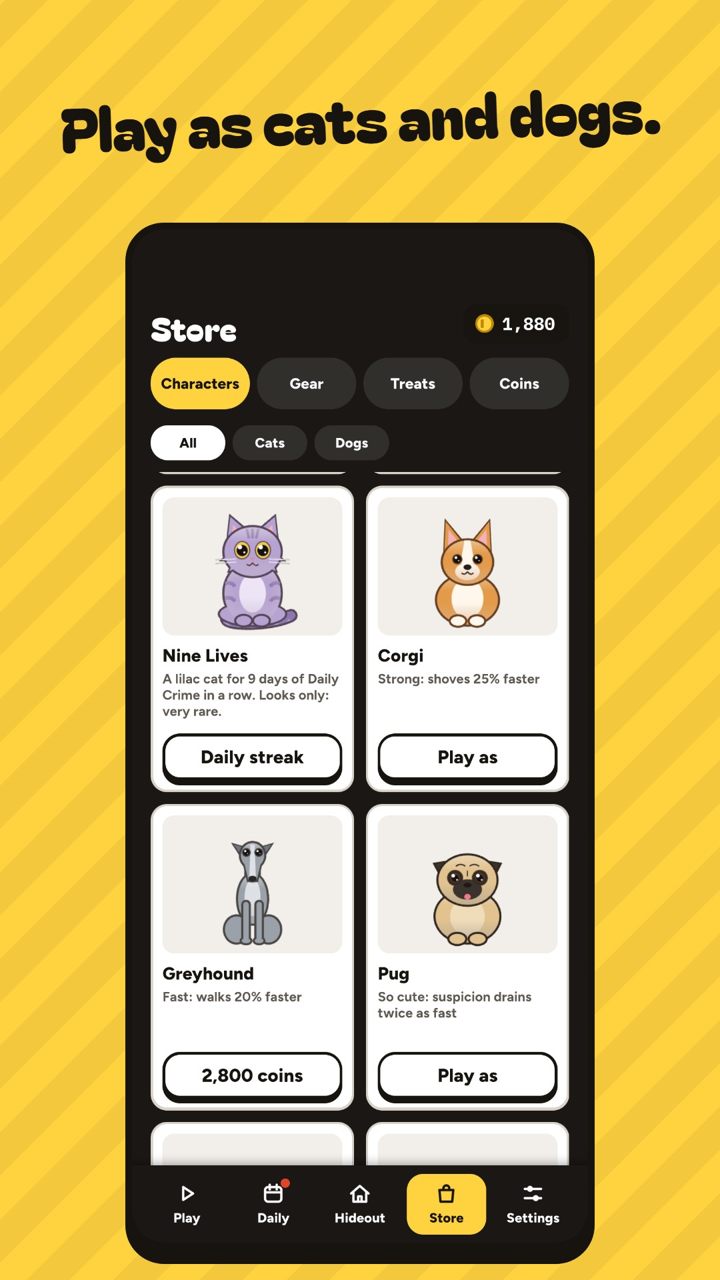 Play as cats and dogs.
Store
1,880
Characters
Gear
Treats
Coins
All
Cats
Dogs
Nine Lives
A lilac cat for 9 days of Daily
Crime in a row. Looks only:
very rare.
Daily streak
Corgi
Strong: shoves 25% faster
Play as
Greyhound
Fast: walks 20% faster
2,800 coins
Pug
So cute: suspicion drains
twice as fast
Play as
Play
Daily
Hideout
Store
Settings